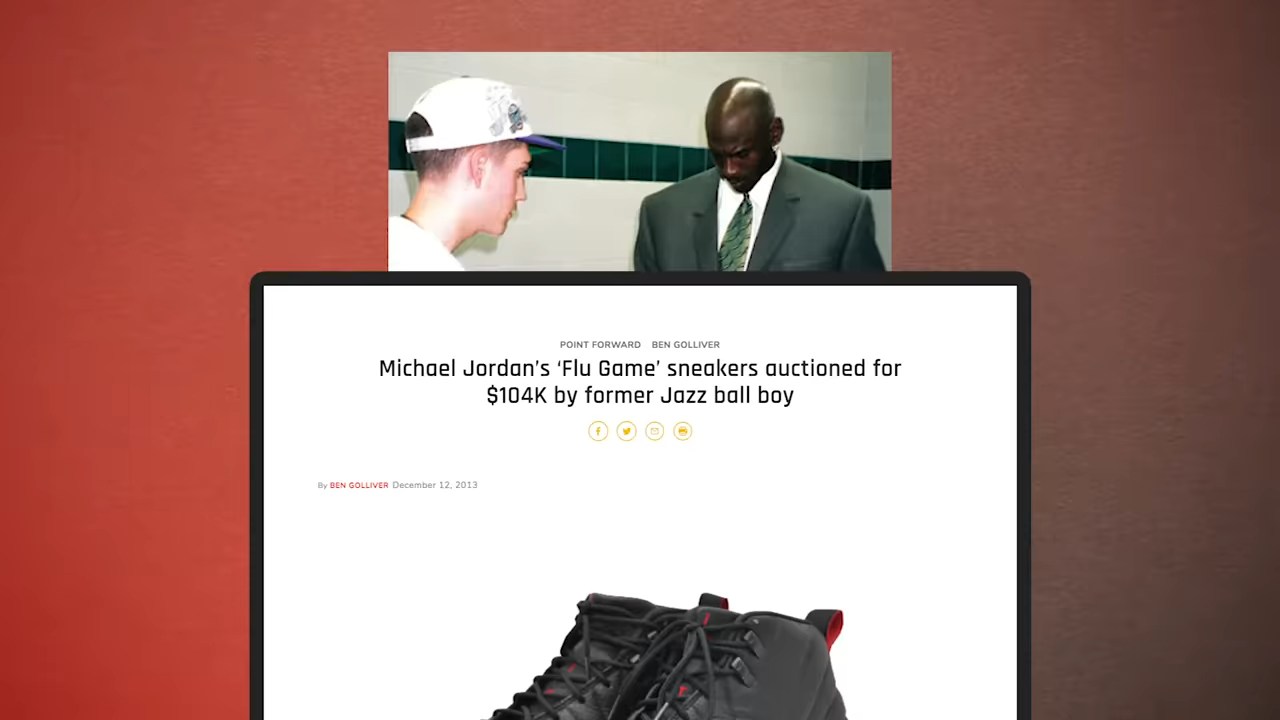 POINT FORWARD BEN GOLLIVER
Michael Jordan’s ‘Flu Game’ sneakers auctioned for
$104K by former Jazz ball boy
By BEN GOLLIVER December 12, 2013